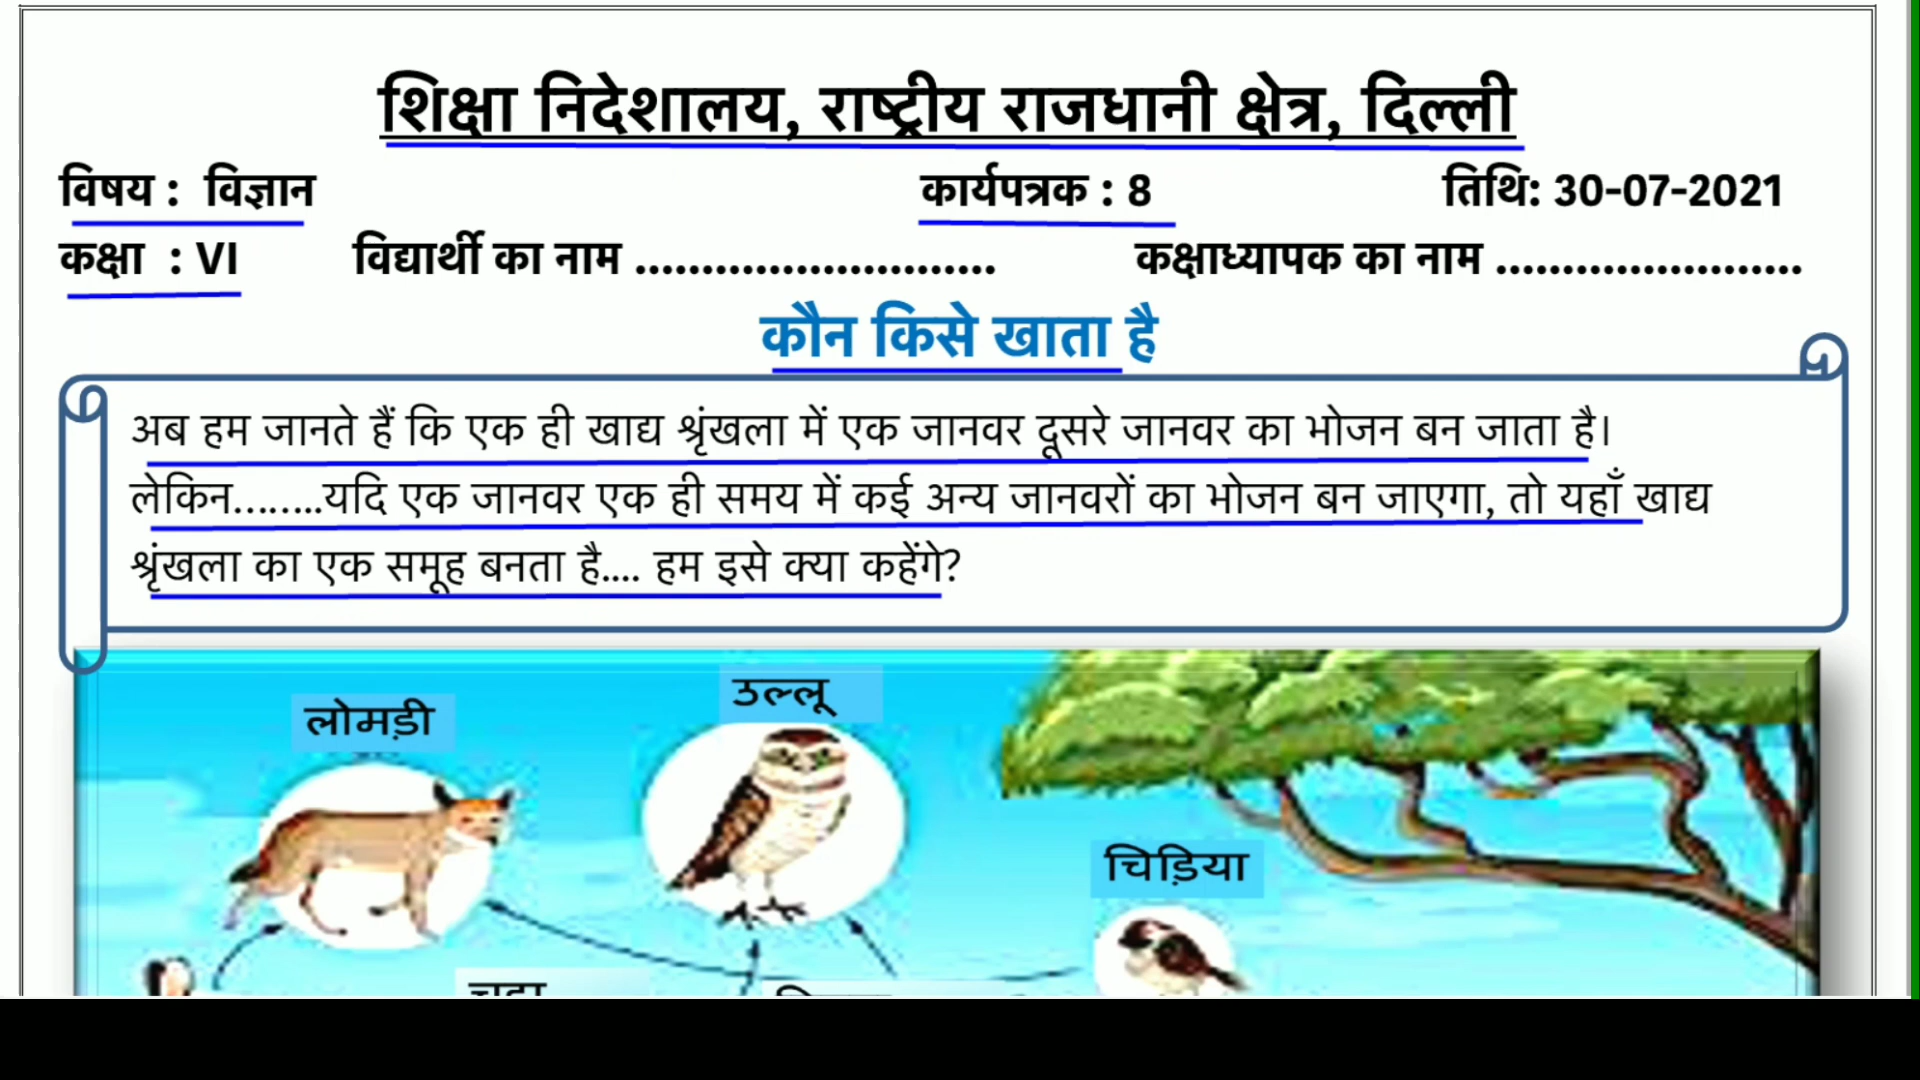 शिक्षा निदेशालय, राष्ट्रीय राजधानी क्षेत्र, दिल्ली
विषय : विज्ञान कार्यपत्रक : 8 तिथि: 30-07-2021
कक्षा : VI विद्यार्थी का नाम ........................... कक्षाध्यापक का नाम .......................
कौन किसे खाता है
अब हम जानते हैं कि एक ही खाद्य श्रृंखला में एक जानवर दूसरे जानवर का भोजन बन जाता है।
लेकिन........यदि एक जानवर एक ही समय में कई अन्य जानवरों का भोजन बन जाएगा, तो यहाँ खाद्य
श्रृंखला का एक समूह बनता है.... हम इसे क्या कहेंगे?
उल्लू
लोमड़ी
चिड़िया